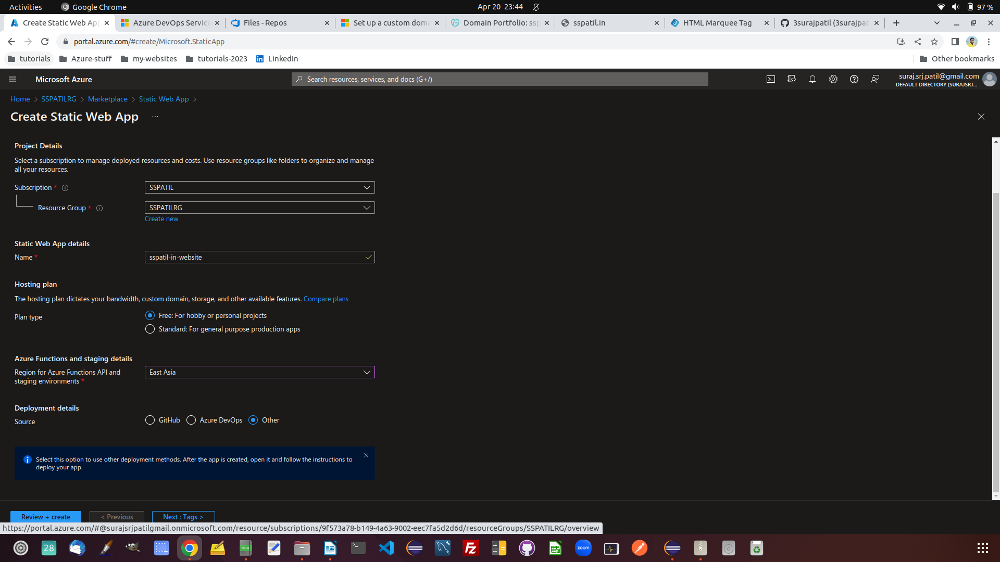 Activities
Google Chrome
Apr 20 23:44
97 %
Create Static Web App
Azure DevOps Service
Files - Repos
Set up a custom doma
Domain Portfolio: ssp
sspatil.in
HTML Marquee Tag
3surajpatil (3surajpat
portal.azure.com/#create/Microsoft.StaticApp
tutorials
Azure-stuff
my-websites
tutorials-2023
LinkedIn
Other bookmarks
Microsoft Azure
Search resources, services, and docs (G+/)
suraj.srj.patil@gmail.com
DEFAULT DIRECTORY (SURAJSRJ...
Home > SSPATILRG > Marketplace > Static Web App >
Create Static Web App ...
Project Details
Select a subscription to manage deployed resources and costs. Use resource groups like folders to organize and manage
all your resources.
Subscription *
SSPATIL
Resource Group *
SSPATILRG
Create new
Static Web App details
Name *
sspatil-in-website
Hosting plan
The hosting plan dictates your bandwidth, custom domain, storage, and other available features. Compare plans
Plan type
Free: For hobby or personal projects
Standard: For general purpose production apps
Azure Functions and staging details
Region for Azure Functions API and
staging environments *
East Asia
Deployment details
Source
GitHub
Azure DevOps
Other
Select this option to use other deployment methods. After the app is created, open it and follow the instructions to
deploy your app.
Review + create
< Previous
Next : Tags >
https://portal.azure.com/#@surajsrjpatilgmail.onmicrosoft.com/resource/subscriptions/9f573a78-b149-4a63-9002-eec7fa5d2d6d/resourceGroups/SSPATILRG/overview
28
nqq
zoom